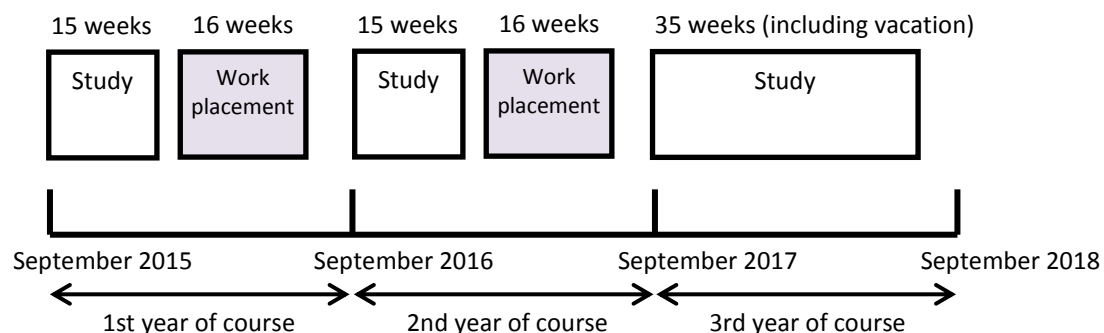 15 weeks 16 weeks 15 weeks 16 weeks 35 weeks (including vacation)
Study Work placement Study Work placement Study
September 2015 September 2016 September 2017 September 2018
1st year of course 2nd year of course 3rd year of course